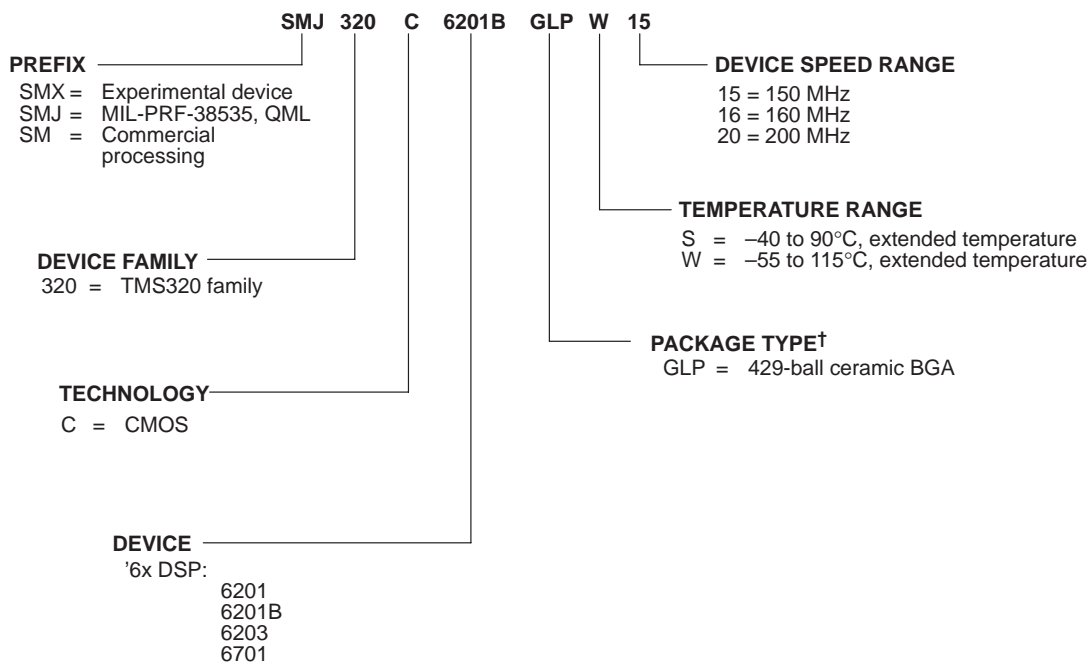 SMJ 320 C 6201B GLP W 15
PREFIX
SMX = Experimental device
SMJ = MIL-PRF-38535, QML
SM = Commercial
processing
DEVICE SPEED RANGE
15 = 150 MHz
16 = 160 MHz
20 = 200 MHz
TEMPERATURE RANGE
S = –40 to 90°C, extended temperature
W = –55 to 115°C, extended temperature
DEVICE FAMILY
320 = TMS320 family
PACKAGE TYPE†
GLP = 429-ball ceramic BGA
TECHNOLOGY
C = CMOS
DEVICE
'6x DSP:
6201
6201B
6203
6701